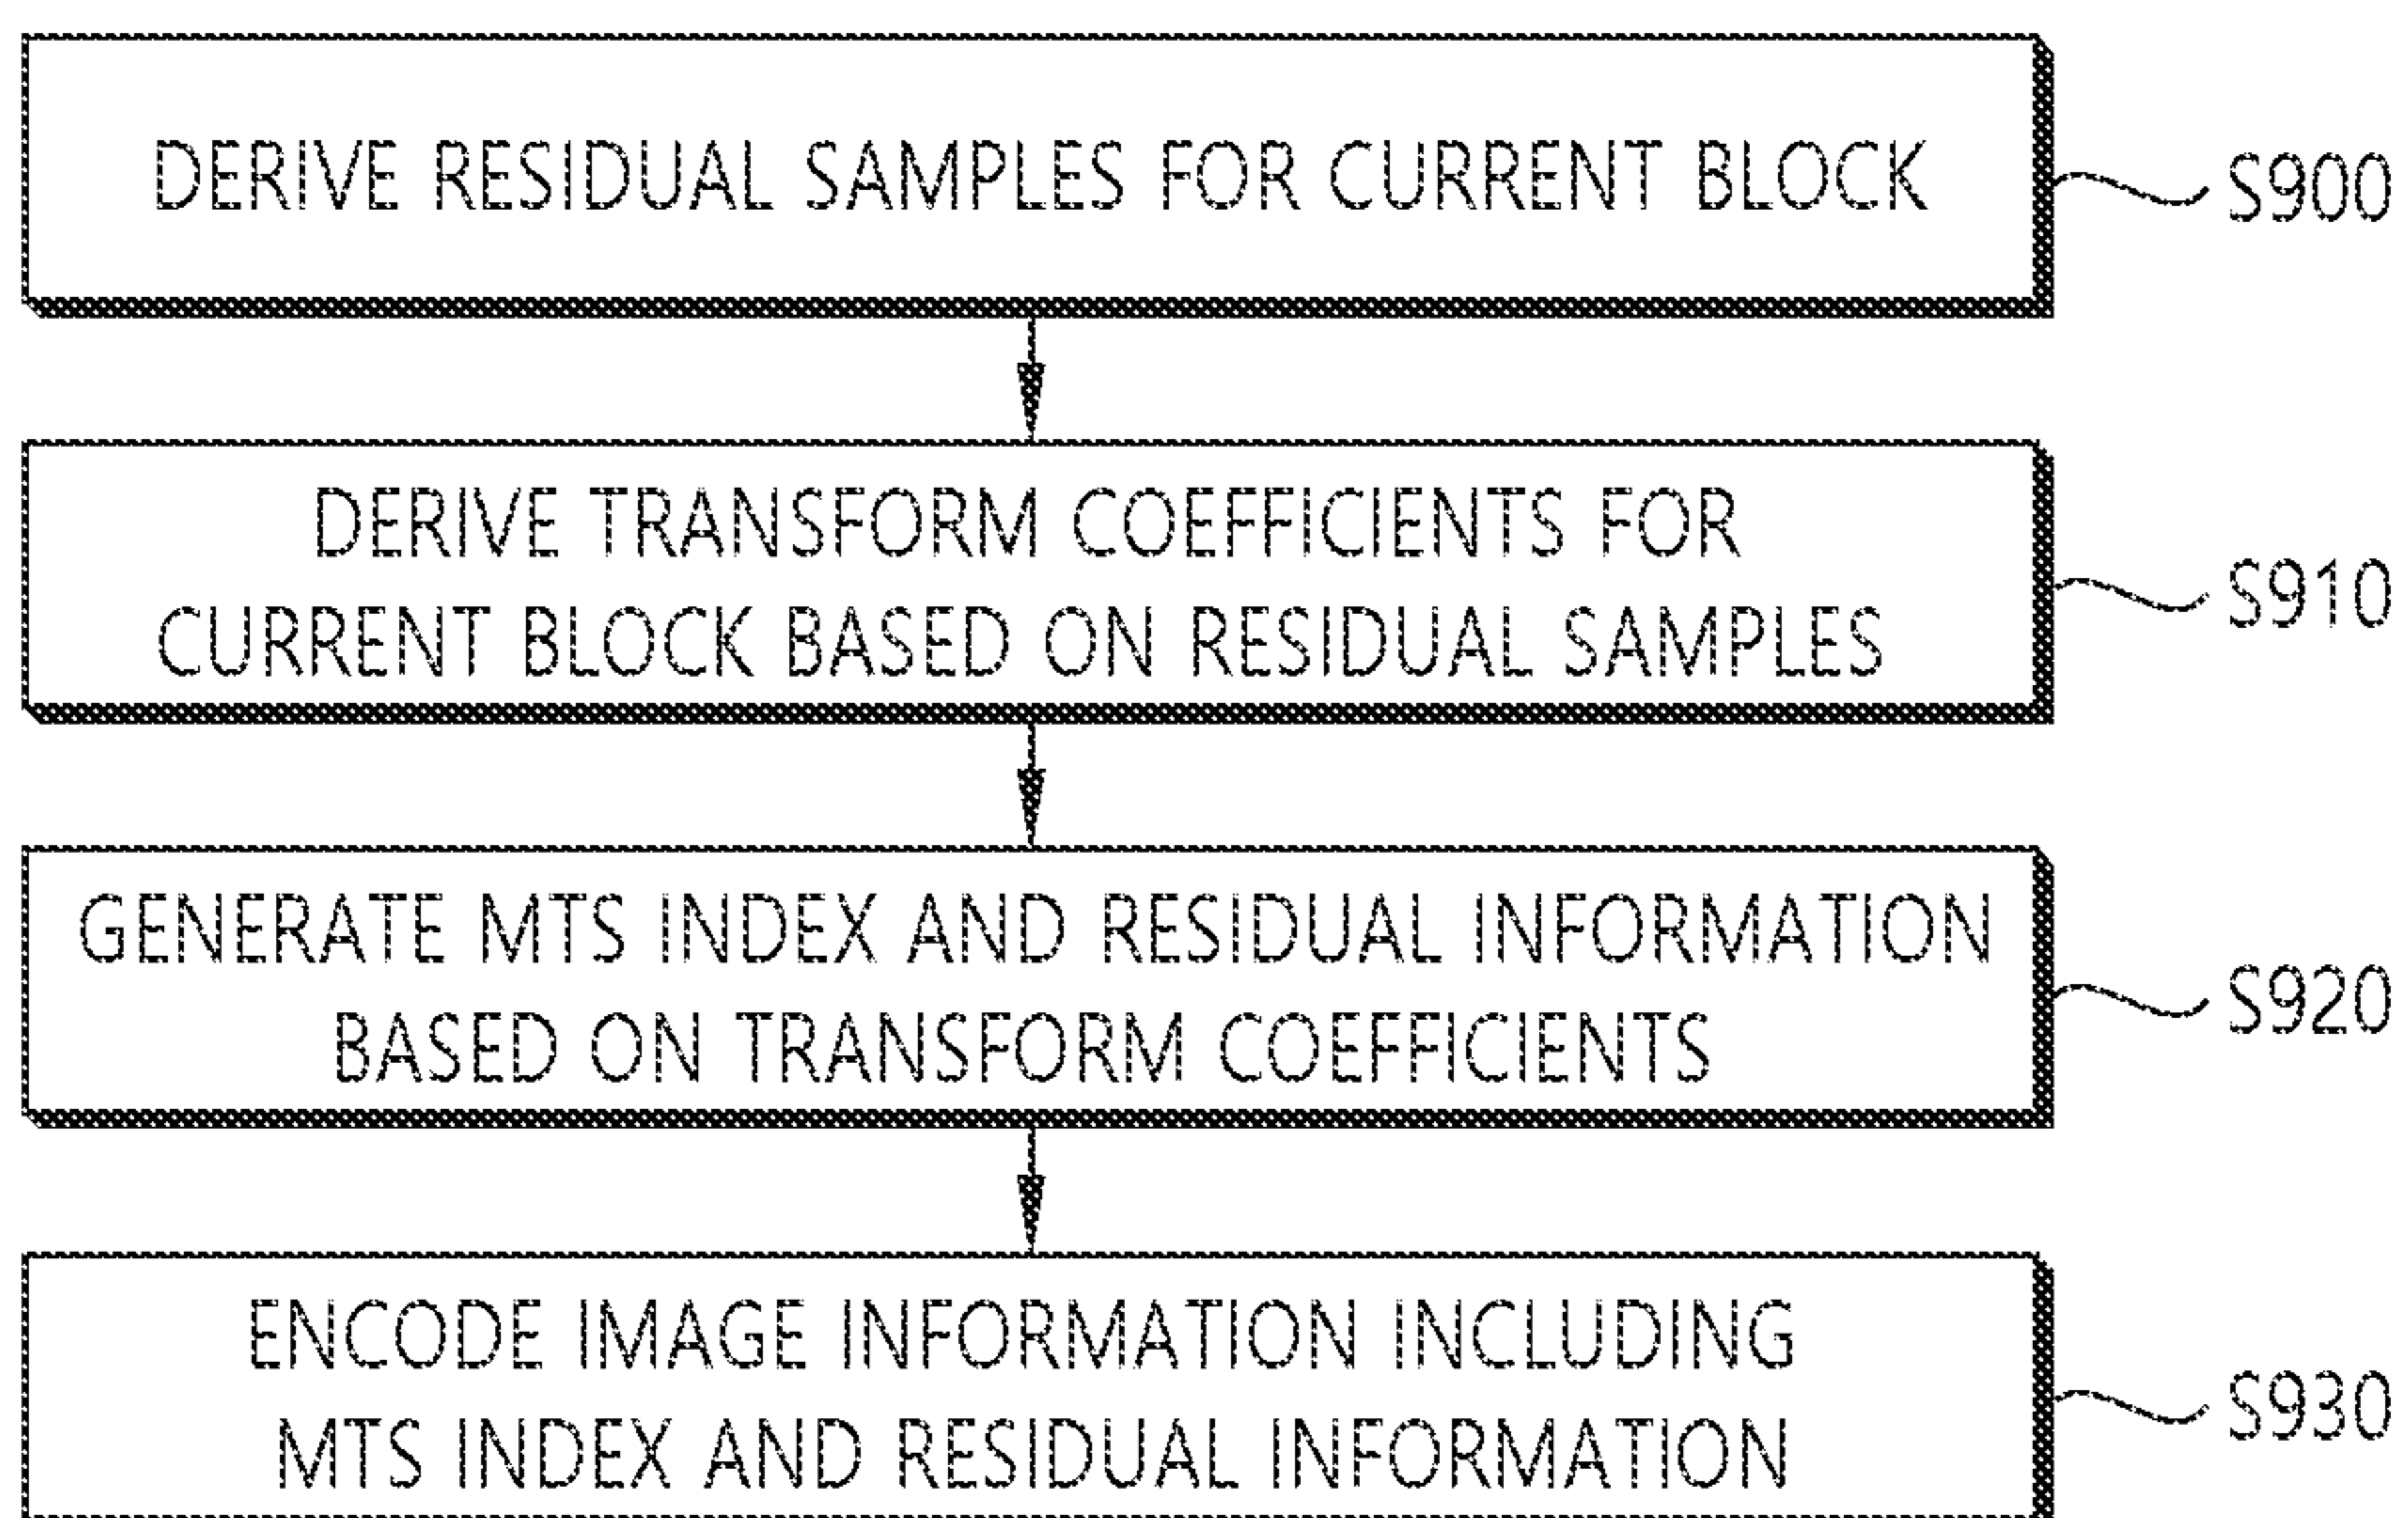 DERIVE RESIDUAL SAMPLES FOR CURRENT BLOCK
S900
DERIVE TRANSFORM COEFFICIENTS FOR
CURRENT BLOCK BASED ON RESIDUAL SAMPLES
S910
GENERATE MTS INDEX AND RESIDUAL INFORMATION
BASED ON TRANSFORM COEFFICIENTS
S920
ENCODE IMAGE INFORMATION INCLUDING
MTS INDEX AND RESIDUAL INFORMATION
S930